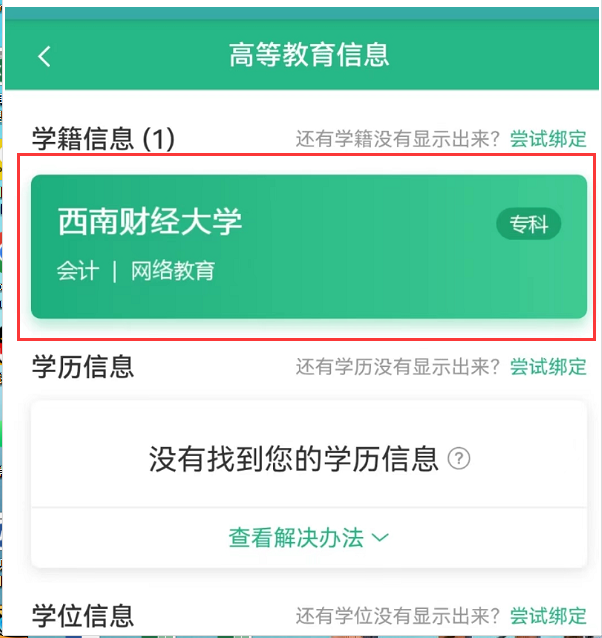 高等教育信息
学籍信息 (1) 还有学籍没有显示出来? 尝试绑定
西南财经大学 专科
会计 | 网络教育
学历信息 还有学历没有显示出来? 尝试绑定
没有找到您的学历信息 ?
查看解决办法
学位信息 还有学位没有显示出来? 尝试绑定